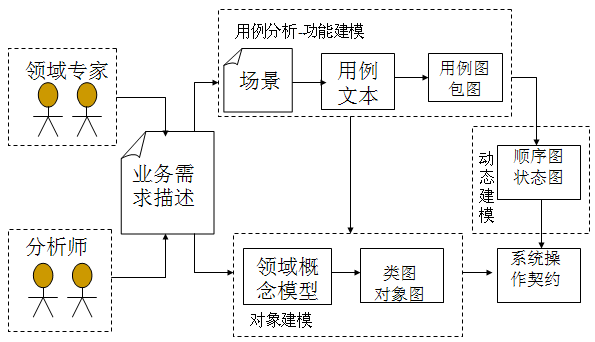 用例分析-功能建模
领域专家
场景
用例
文本
用例图
包图
业务需
求描述
动
态
建
模
顺序图
状态图
分析师
领域概
念模型
类图
对象图
系统操
作契约
对象建模